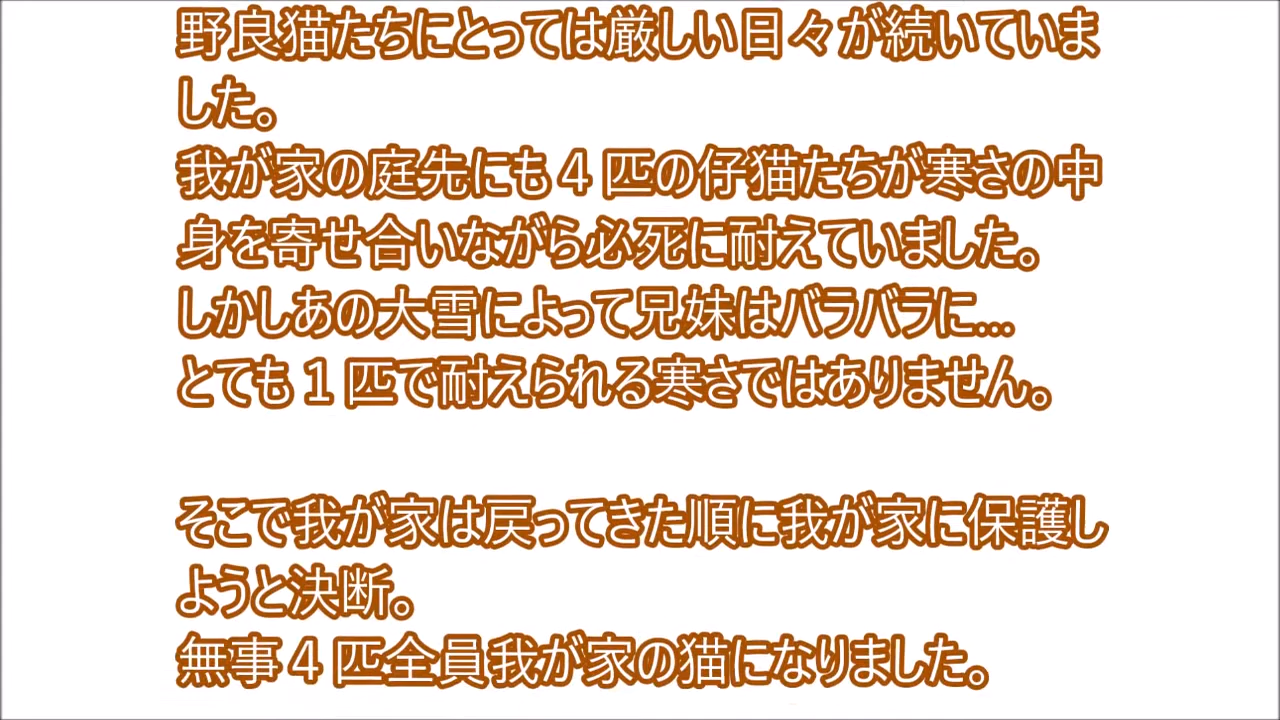 野良猫たちにとっては厳しい日々が続いていま
した。
我が家の庭先にも4匹の仔猫たちが寒さの中
身を寄せ合いながら必死に耐えていました。
しかしあの大雪によって兄妹はバラバラに...
とても1匹で耐えられる寒さではありません。
そこで我が家は戻ってきた順に我が家に保護し
ようと決断。
無事4匹全員我が家の猫になりました。